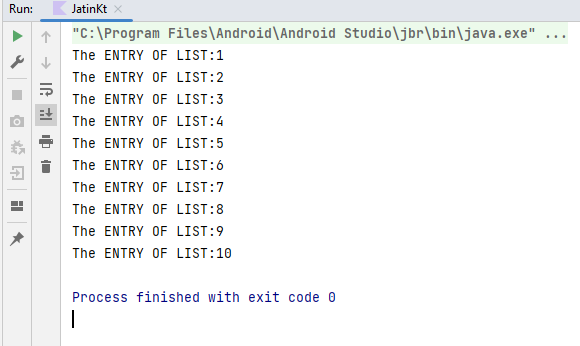 Run: JatinKt
"C:\Program Files\Android\Android Studio\jbr\bin\java.exe" ...
The ENTRY OF LIST:1
The ENTRY OF LIST:2
The ENTRY OF LIST:3
The ENTRY OF LIST:4
The ENTRY OF LIST:5
The ENTRY OF LIST:6
The ENTRY OF LIST:7
The ENTRY OF LIST:8
The ENTRY OF LIST:9
The ENTRY OF LIST:10
Process finished with exit code 0